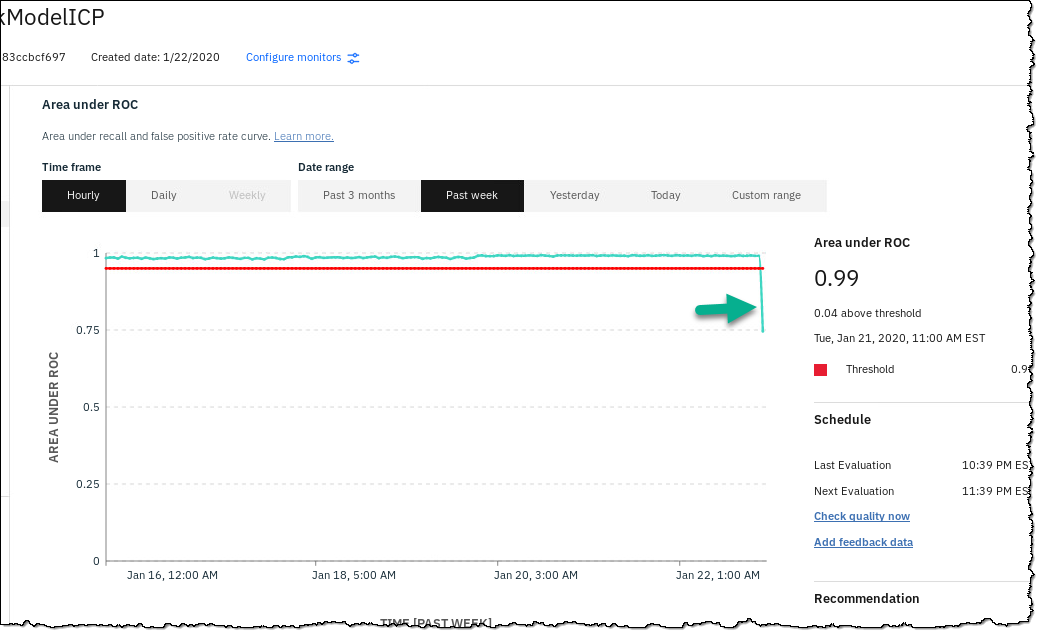 kModelICP
83ccbcf697 Created date: 1/22/2020 Configure monitors
Area under ROC
Area under recall and false positive rate curve. Learn more.
Time frame Date range
Hourly Daily Weekly Past 3 months Past week Yesterday Today Custom range
Area under ROC
0.99
0.04 above threshold
Tue, Jan 21, 2020, 11:00 AM EST
Threshold 0.9
Schedule
Last Evaluation 10:39 PM ES
Next Evaluation 11:39 PM ES
Check quality now
Add feedback data
Recommendation
AREA UNDER ROC
1
0.75
0.5
0.25
0
Jan 16, 12:00 AM Jan 18, 5:00 AM Jan 20, 3:00 AM Jan 22, 1:00 AM
TIME [PAST WEEK]